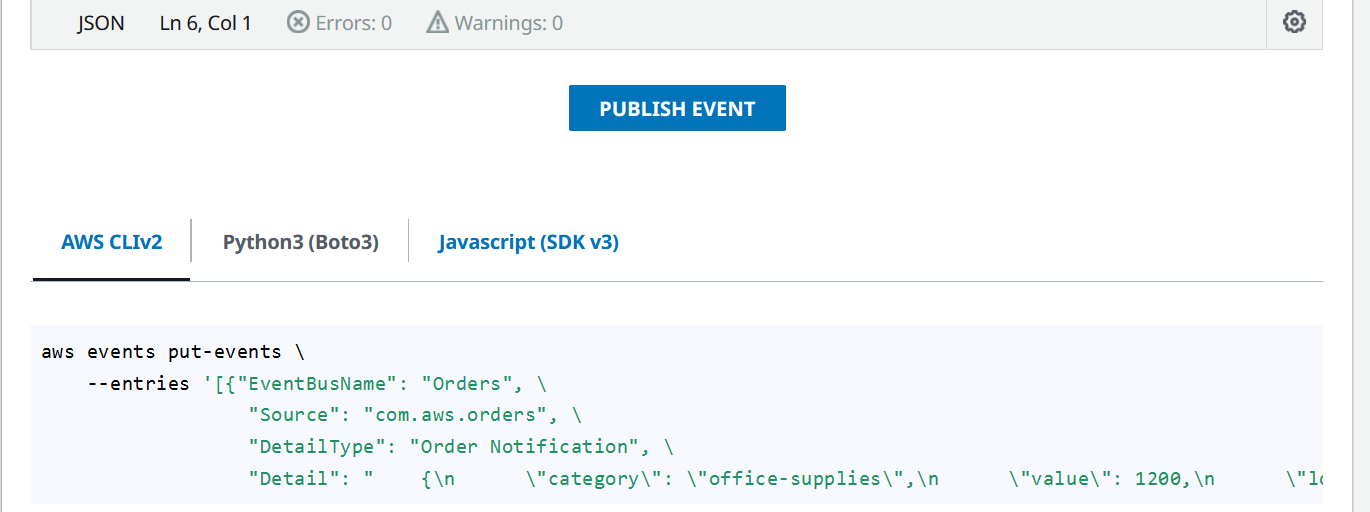 JSON Ln 6, Col 1 Errors: 0 Warnings: 0
PUBLISH EVENT
AWS CLIv2 Python3 (Boto3) Javascript (SDK v3)
aws events put-events \
--entries '[{"EventBusName": "Orders", \
"Source": "com.aws.orders", \
"DetailType": "Order Notification", \
"Detail": " {\n \"category\": \"office-supplies\",\n \"value\": 1200,\n \"lo